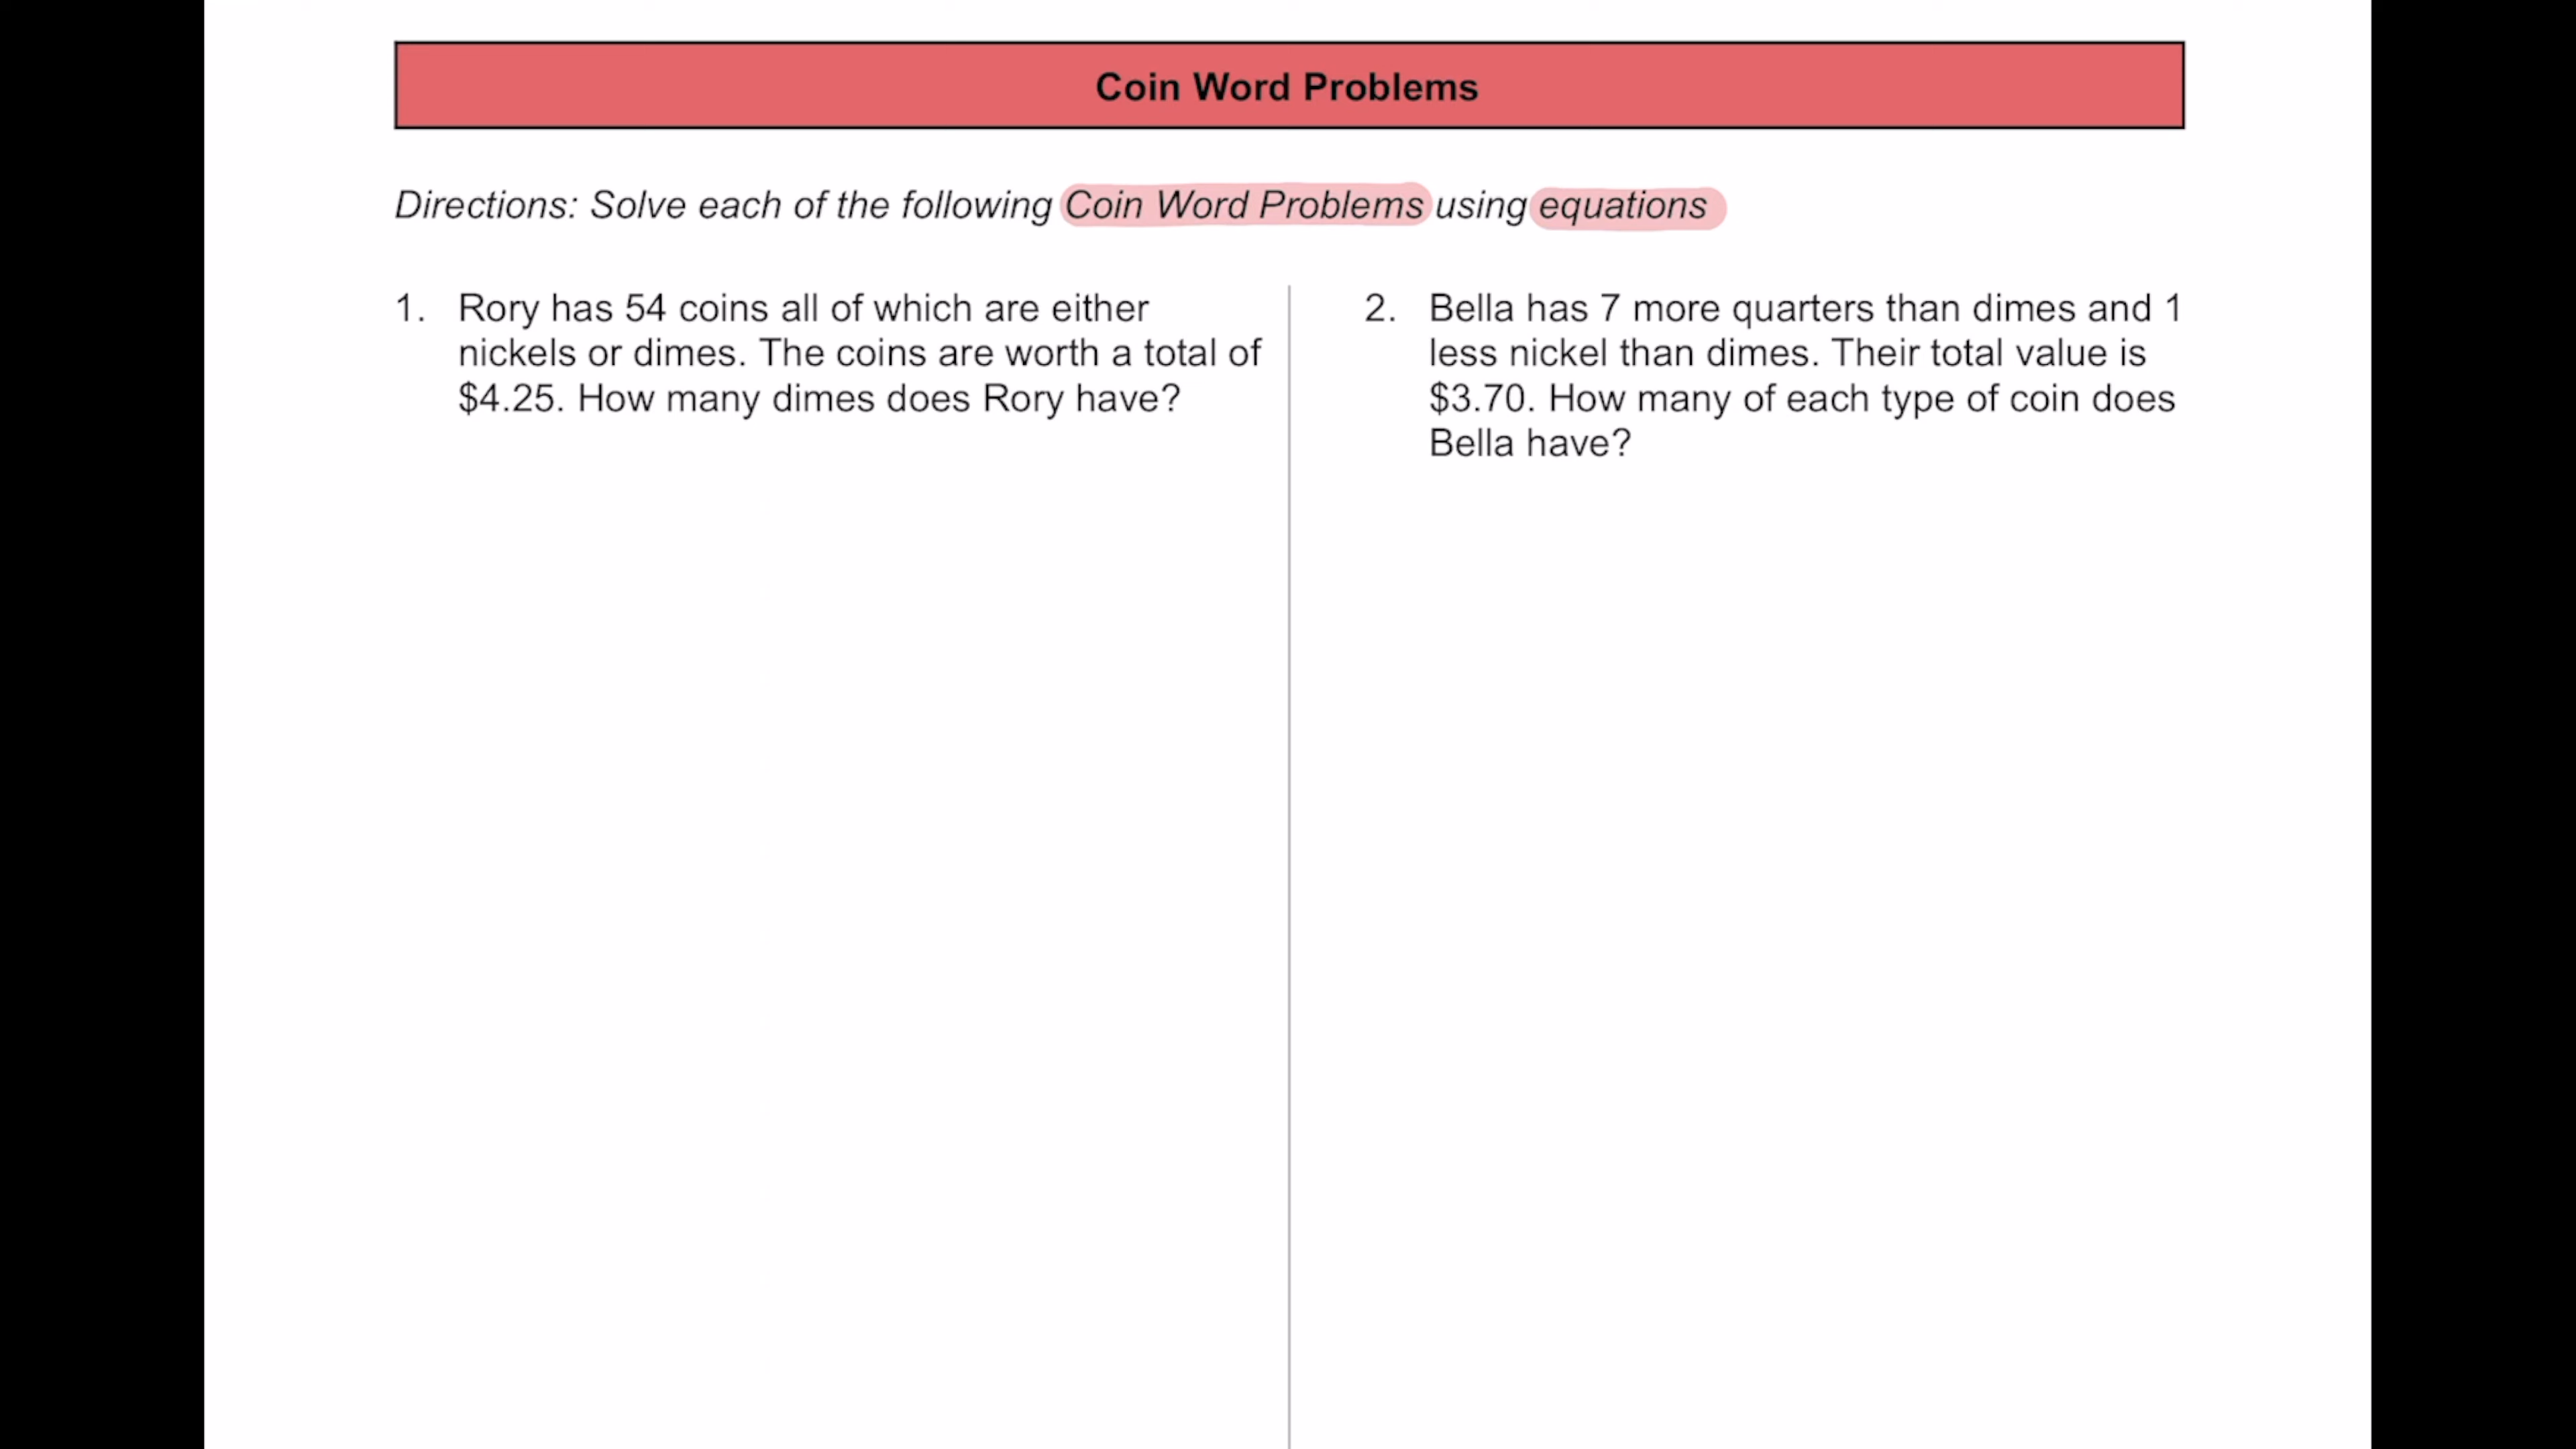 Coin Word Problems
Directions: Solve each of the following Coin Word Problems using equations
1. Rory has 54 coins all of which are either
nickels or dimes. The coins are worth a total of
$4.25. How many dimes does Rory have?
2. Bella has 7 more quarters than dimes and 1
less nickel than dimes. Their total value is
$3.70. How many of each type of coin does
Bella have?